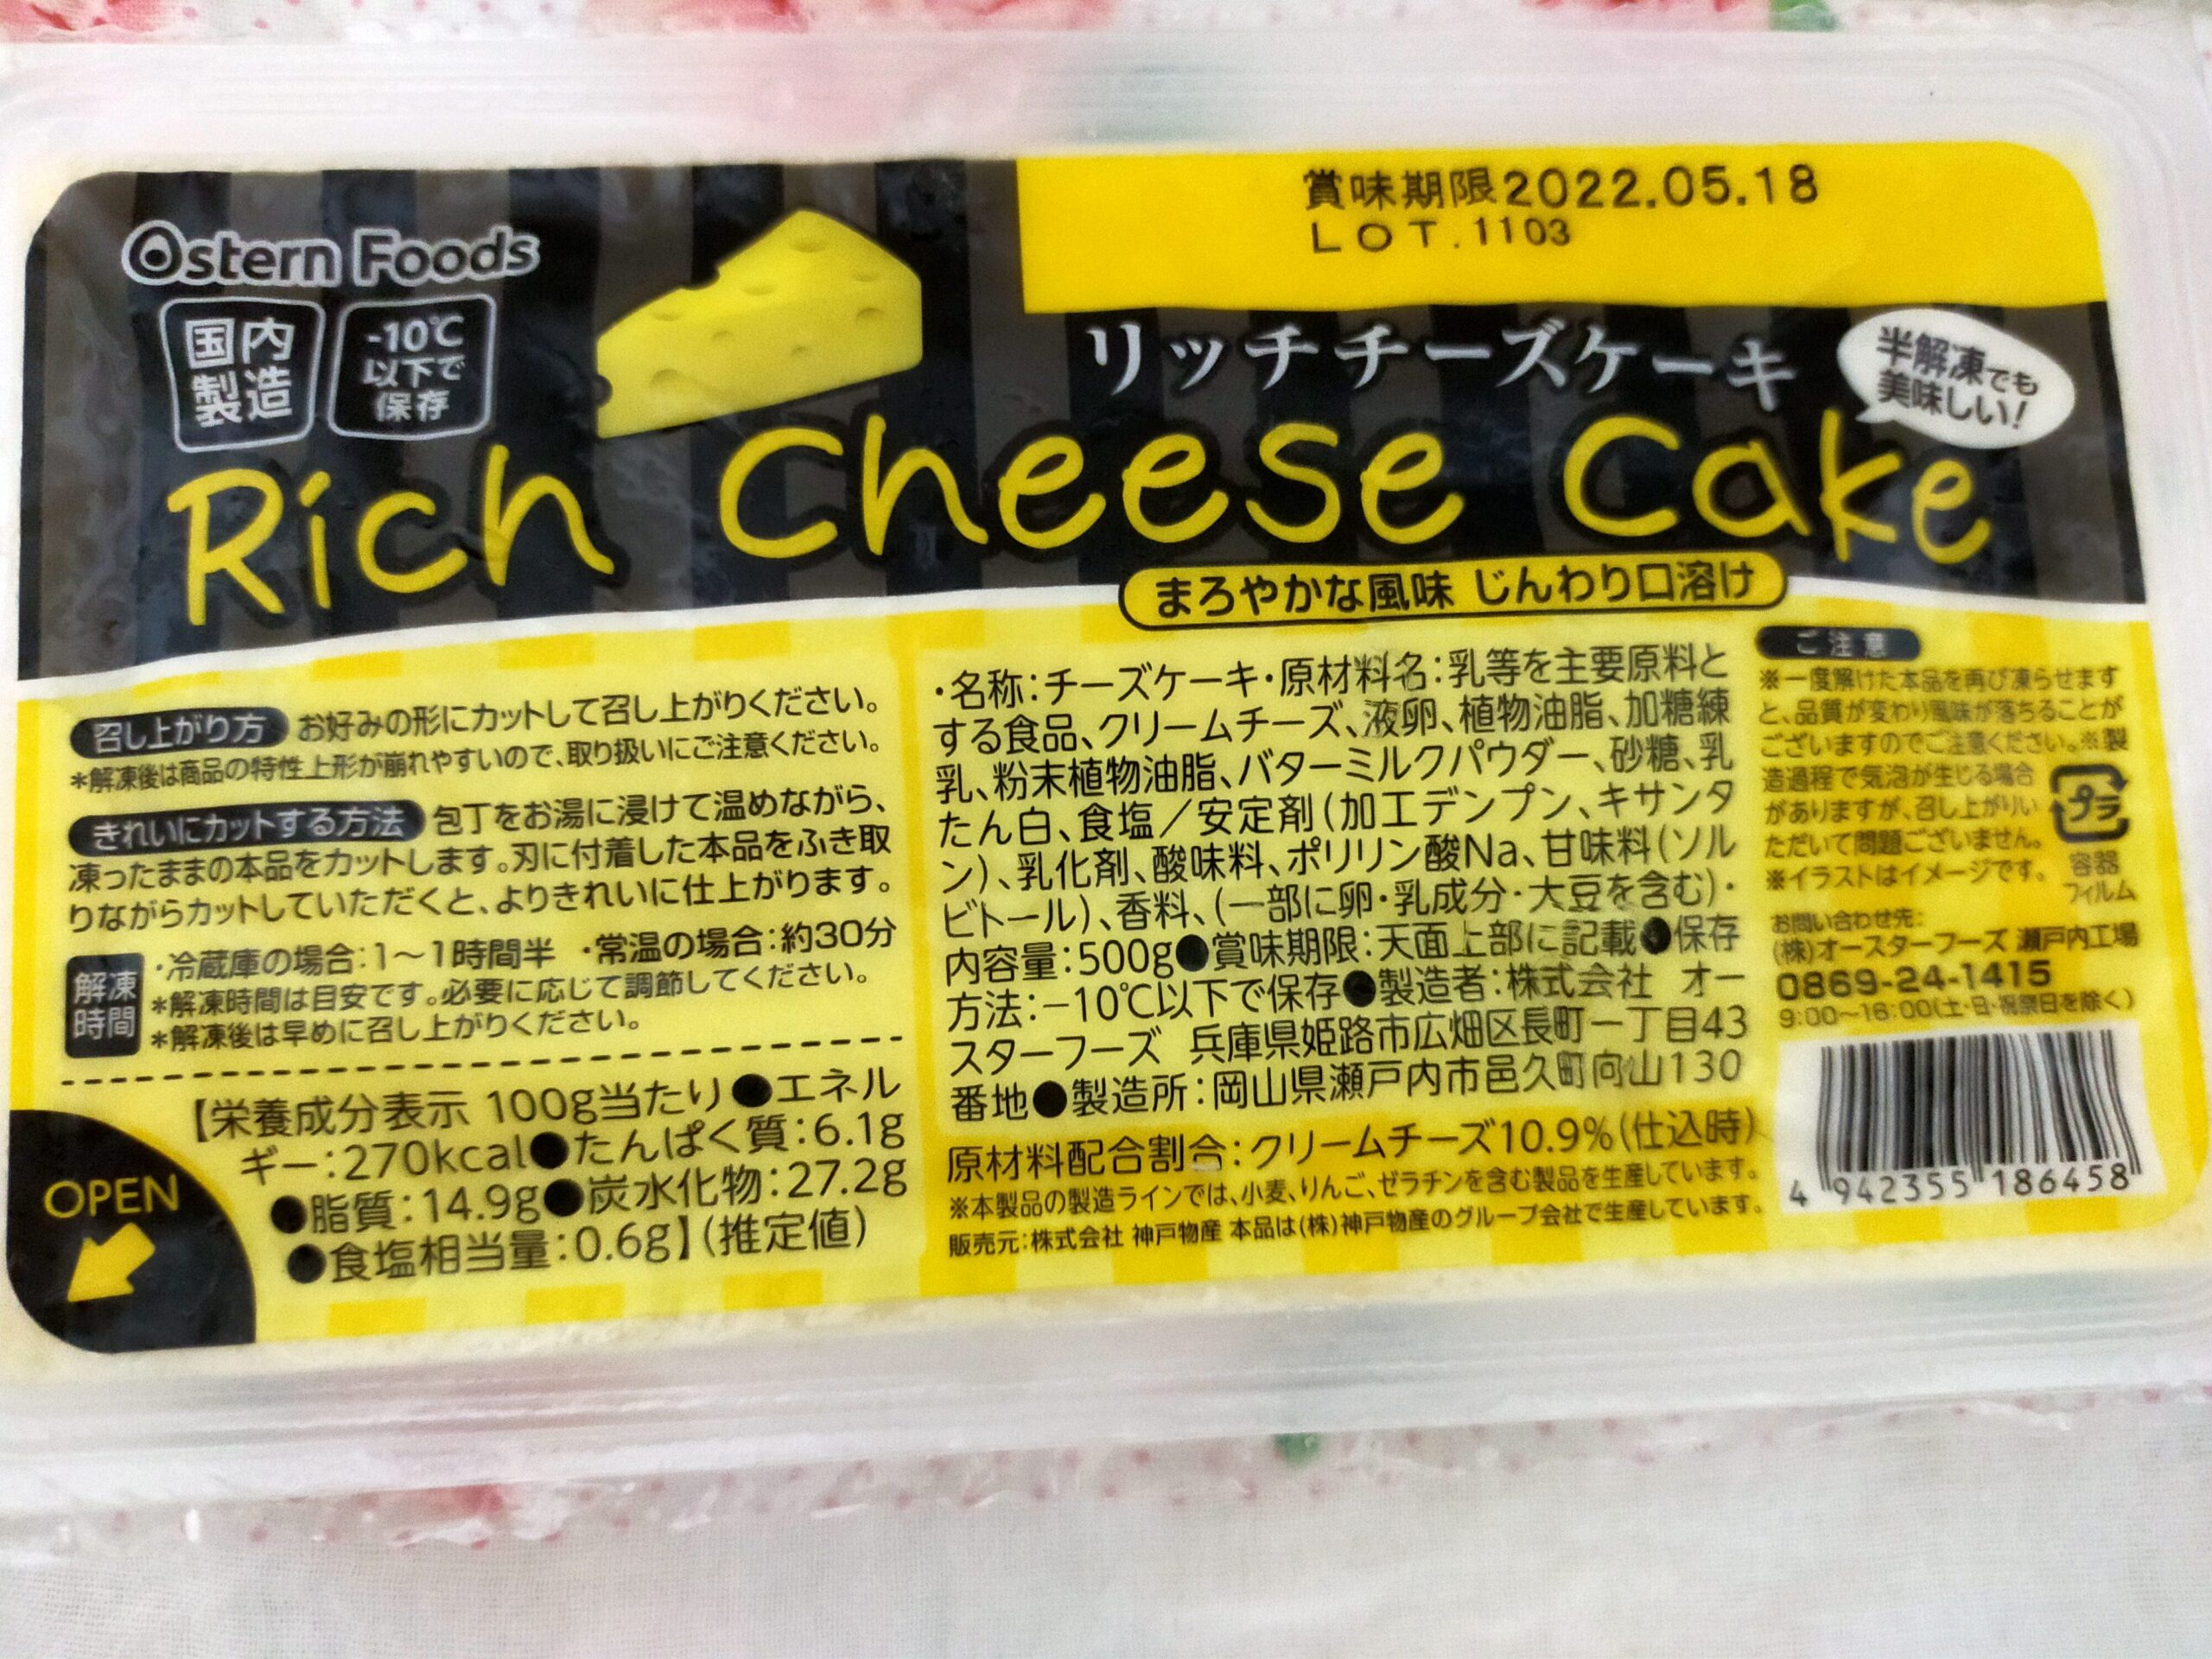 賞味期限2022.05.18
LOT.1103
Ostern Foods
国内
製造
-10℃
以下で
保存
リッチチーズケーキ
半解凍でも
美味しい!
Rich Cheese Cake
まろやかな風味 じんわり口溶け
召し上がり方 お好みの形にカットして召し上がりください。
*解凍後は商品の特性上形が崩れやすいので、取り扱いにご注意ください。
きれいにカットする方法 包丁をお湯に浸けて温めながら、
凍ったままの本品をカットします。刃に付着した本品をふき取
りながらカットしていただくと、よりきれいに仕上がります。
解凍
時間
・冷蔵庫の場合:1〜1時間半 ・常温の場合:約30分
*解凍時間は目安です。必要に応じて調節してください。
*解凍後は早めに召し上がりください。
【栄養成分表示 100g当たり●エネル
ギー:270kcal●たんぱく質:6.1g
●脂質:14.9g●炭水化物:27.2g
●食塩相当量:0.6g】(推定値)
OPEN
・名称:チーズケーキ・原材料名:乳等を主要原料と
する食品、クリームチーズ、液卵、植物油脂、加糖練
乳、粉末植物油脂、バターミルクパウダー、砂糖、乳
たん白、食塩/安定剤(加工デンプン、キサンタ
ン)、乳化剤、酸味料、ポリリン酸Na、甘味料(ソル
ビトール)、香料、(一部に卵・乳成分・大豆を含む)・
内容量:500g●賞味期限:天面上部に記載●保存
方法:−10℃以下で保存●製造者:株式会社 オー
スターフーズ 兵庫県姫路市広畑区長町一丁目43
番地●製造所:岡山県瀬戸内市邑久町向山130
原材料配合割合:クリームチーズ10.9%(仕込時)
※本製品の製造ラインでは、小麦、りんご、ゼラチンを含む製品を生産しています。
販売元:株式会社 神戸物産 本品は(株)神戸物産のグループ会社で生産しています。
ご注意
※一度解けた本品を再び凍らせます
と、品質が変わり風味が落ちることが
ございますのでご注意ください。※製
造過程で気泡が生じる場合
がありますが、召し上がりい
ただいて問題ございません。
※イラストはイメージです。
プラ
容器
フィルム
お問い合わせ先:
(株)オースターフーズ 瀬戸内工場
0869-24-1415
9:00〜16:00(土・日・祝祭日を除く)
4 942355 186458